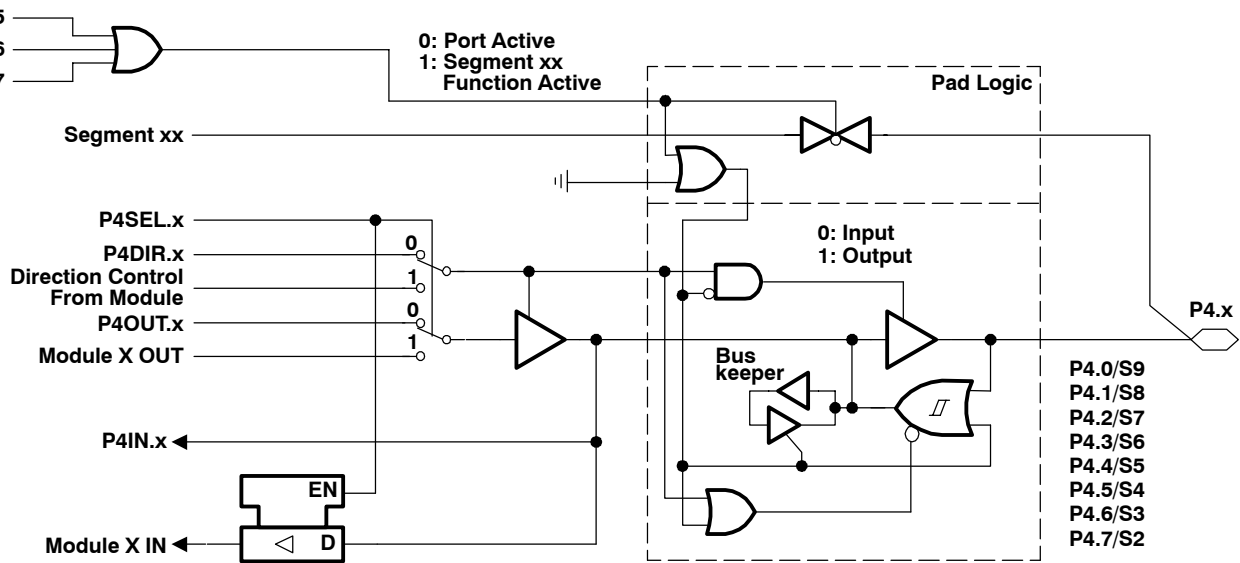 5
6
7
0: Port Active
1: Segment xx
Function Active
Pad Logic
Segment xx
P4SEL.x
0: Input
1: Output
P4DIR.x
0
Direction Control
From Module
1
P4OUT.x
0
Module X OUT
1
P4.x
Bus
keeper
P4.0/S9
P4.1/S8
P4.2/S7
P4.3/S6
P4.4/S5
P4.5/S4
P4.6/S3
P4.7/S2
P4IN.x
EN
D
Module X IN